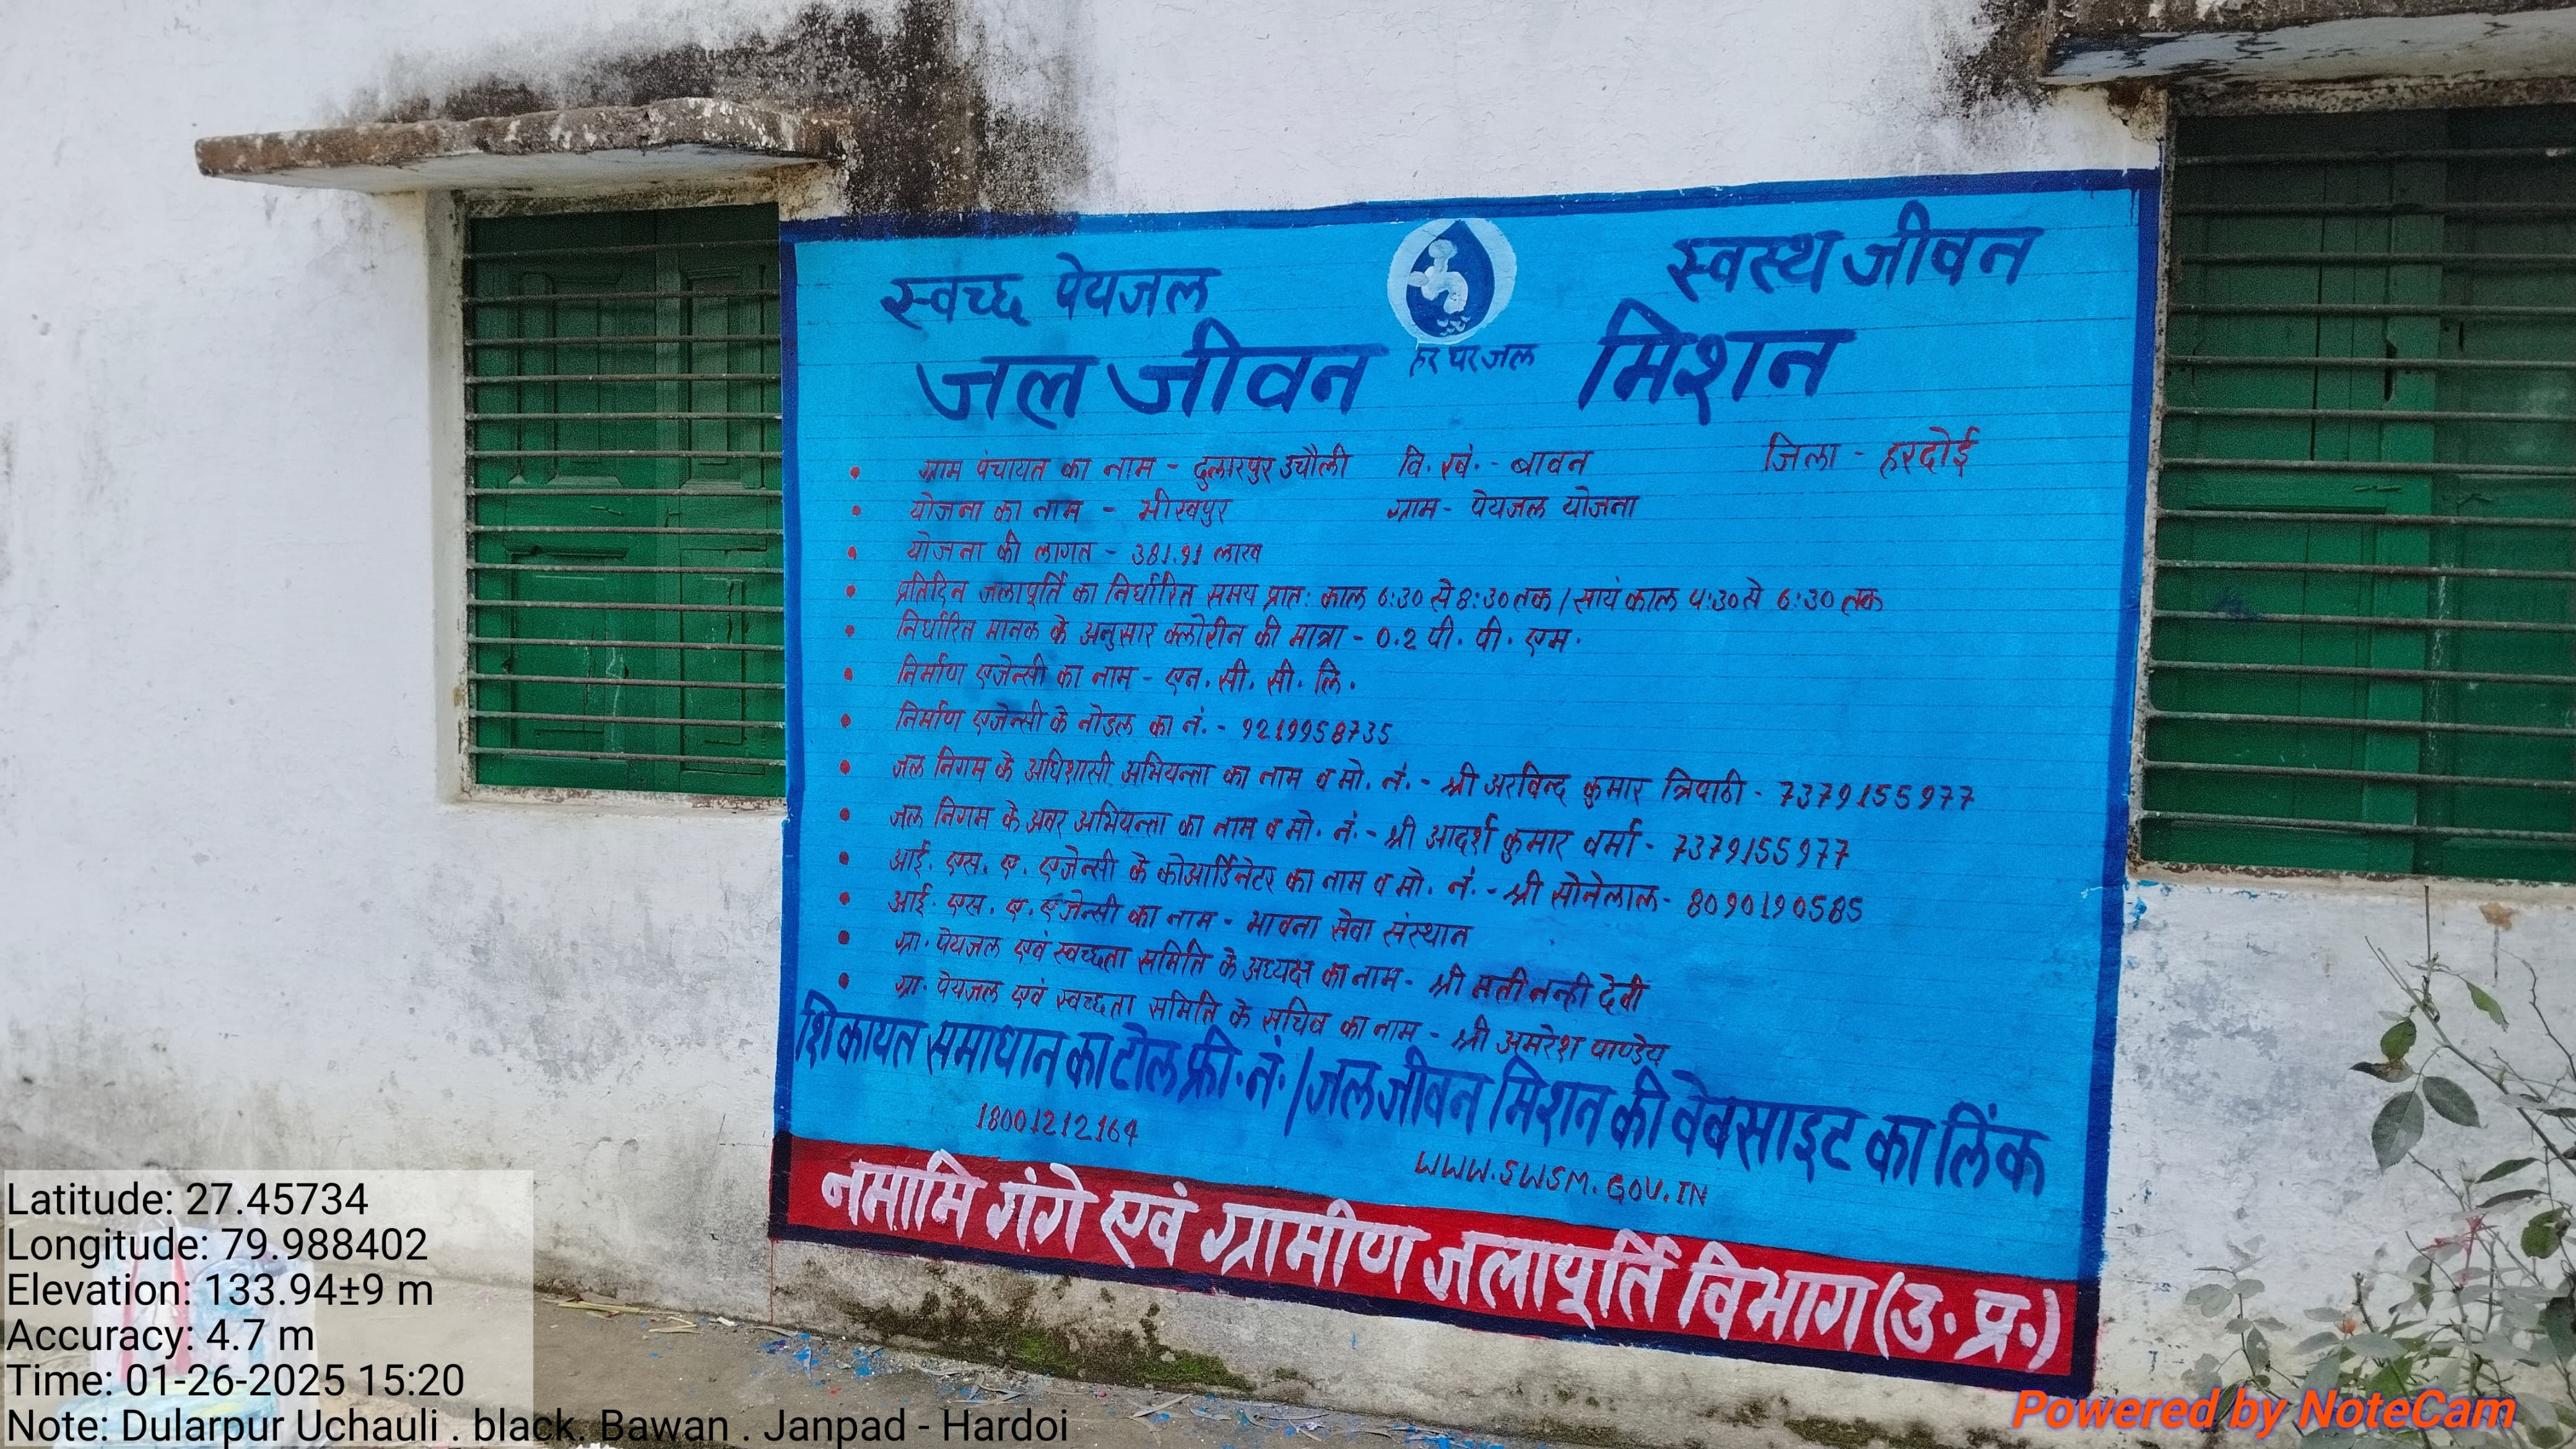 स्वच्छ पेयजल
स्वस्थ जीवन
हर घर जल
जल जीवन मिशन
• ग्राम पंचायत का नाम - दुलारपुर उचौली वि. खं. - बावन जिला - हरदोई
• योजना का नाम - भीखपुर ग्राम - पेयजल योजना
• योजना की लागत - 381.91 लाख
• प्रतिदिन जलापूर्ति का निर्धारित समय प्रातः काल 6:30 से 8:30 तक / सायं काल 4:30 से 6:30 तक
• निर्धारित मानक के अनुसार क्लोरीन की मात्रा - 0.2 पी. पी. एम.
• निर्माण एजेन्सी का नाम - एन. सी. सी. लि.
• निर्माण एजेन्सी के नोडल का नं. - 9219958735
• जल निगम के अधिशासी अभियन्ता का नाम व मो. नं. - श्री अरविन्द कुमार त्रिपाठी - 7379155977
• जल निगम के अवर अभियन्ता का नाम व मो. नं. - श्री आदर्श कुमार वर्मा - 7379155977
• आई. एस. ए. एजेन्सी के कोआर्डिनेटर का नाम व मो. नं. - श्री सोनेलाल - 8090190585
• आई. एस. ए. एजेन्सी का नाम - भावना सेवा संस्थान
• ग्रा. पेयजल एवं स्वच्छता समिति के अध्यक्ष का नाम - श्री मती नन्ही देवी
• ग्रा. पेयजल एवं स्वच्छता समिति के सचिव का नाम - श्री अमरेश पाण्डेय
शिकायत समाधान का टोल फ्री. नं. / जल जीवन मिशन की वेबसाइट का लिंक
18001212164
WWW.SWSM.GOV.IN
नमामि गंगे एवं ग्रामीण जलापूर्ति विभाग (उ. प्र.)
Latitude: 27.45734
Longitude: 79.988402
Elevation: 133.94±9 m
Accuracy: 4.7 m
Time: 01-26-2025 15:20
Note: Dularpur Uchauli . black. Bawan . Janpad - Hardoi
Powered by NoteCam